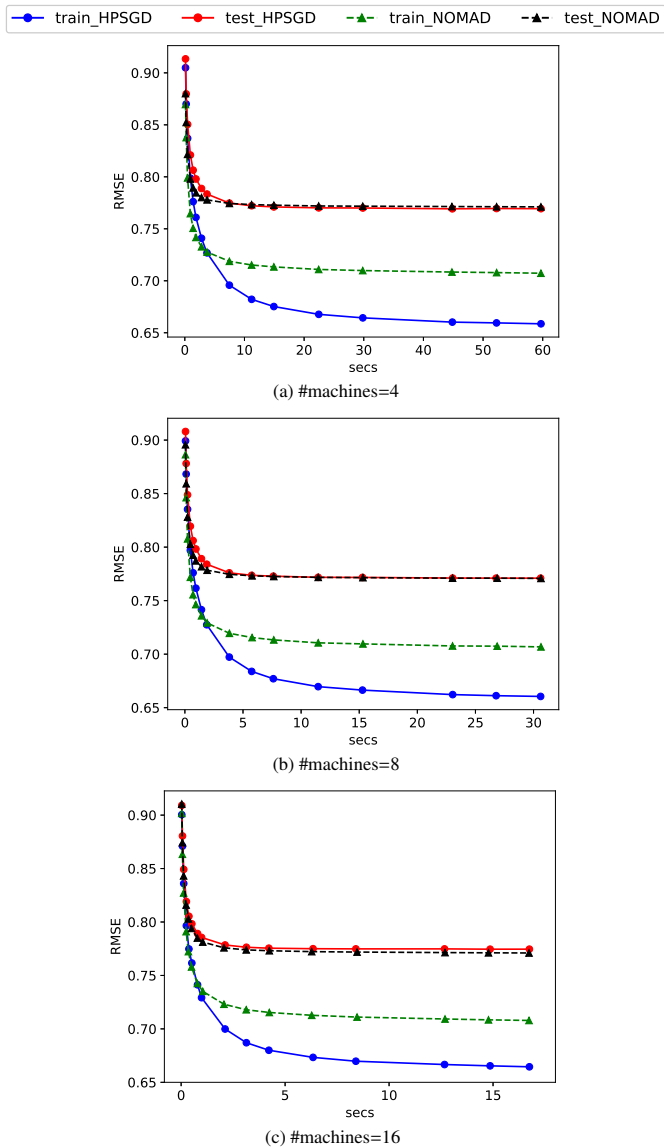 train_HPSGD test_HPSGD train_NOMAD test_NOMAD
0.90
0.85
0.80
0.75
0.70
0.65
RMSE
0 10 20 30 40 50 60
secs
(a) #machines=4
0.90
0.85
0.80
0.75
0.70
0.65
RMSE
0 5 10 15 20 25 30
secs
(b) #machines=8
0.90
0.85
0.80
0.75
0.70
0.65
RMSE
0 5 10 15
secs
(c) #machines=16